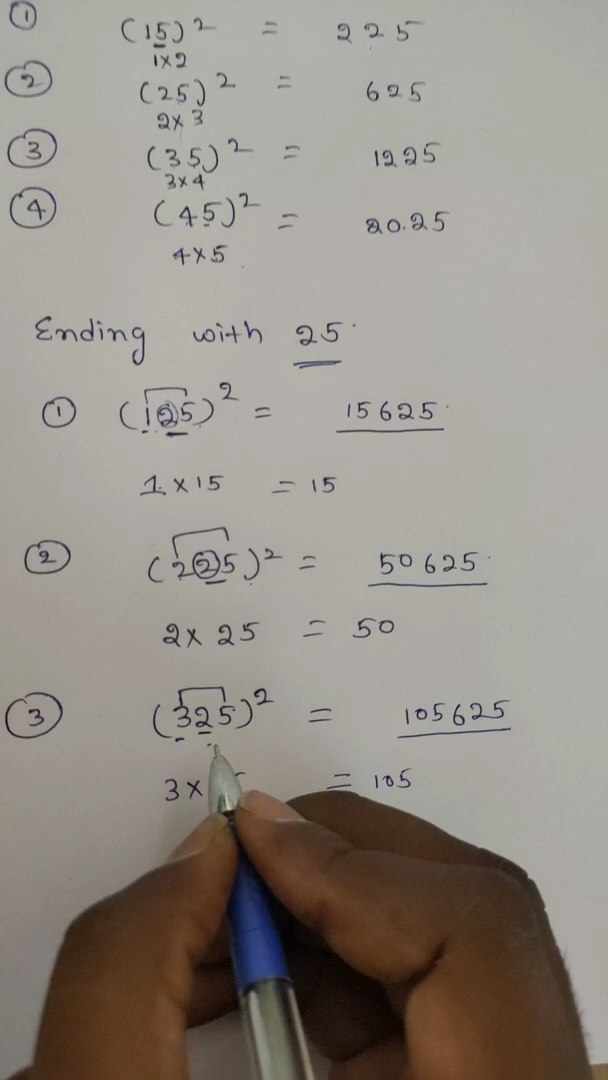 ① (15)² = 225
1×2
② (25)² = 625
2×3
③ (35)² = 1225
3×4
④ (45)² = 20.25
4×5
Ending with 25.
① (125)² = 15625
1×15 = 15
② (225)² = 50625
2×25 = 50
③ (325)² = 105625
3× = 105